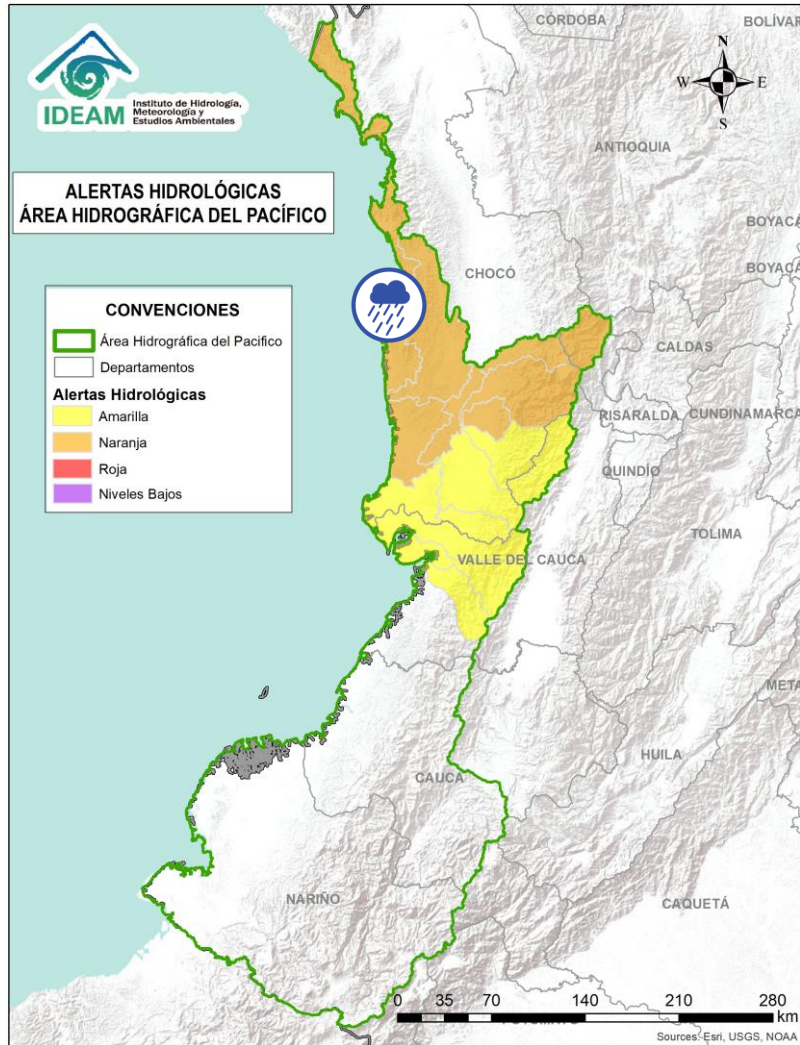 CÓRDOBA
BOLÍVAR
N
W E
S
IDEAM
Instituto de Hidrología,
Meteorología y
Estudios Ambientales
ANTIOQUIA
ALERTAS HIDROLÓGICAS
ÁREA HIDROGRÁFICA DEL PACÍFICO
BOYACÁ
BOYACÁ
CHOCÓ
CONVENCIONES
Área Hidrográfica del Pacifico
Departamentos
Alertas Hidrológicas
Amarilla
Naranja
Roja
Niveles Bajos
CALDAS
RISARALDA
CUNDINAMARCA
QUINDÍO
TOLIMA
VALLE DEL CAUCA
META
HUILA
CAUCA
NARIÑO
CAQUETÁ
0 35 70 140 210 280
km
Sources: Esri, USGS, NOAA